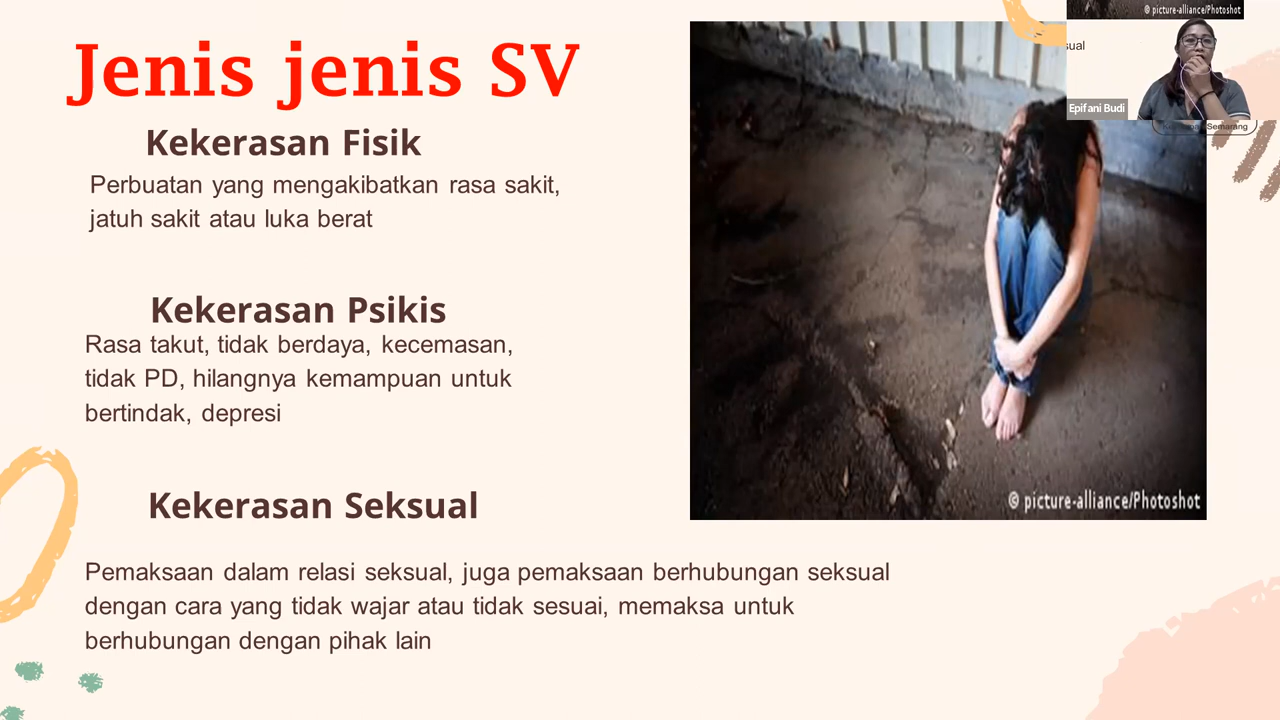 Jenis jenis SV
Kekerasan Fisik
Perbuatan yang mengakibatkan rasa sakit,
jatuh sakit atau luka berat
Kekerasan Psikis
Rasa takut, tidak berdaya, kecemasan,
tidak PD, hilangnya kemampuan untuk
bertindak, depresi
Kekerasan Seksual
Pemaksaan dalam relasi seksual, juga pemaksaan berhubungan seksual
dengan cara yang tidak wajar atau tidak sesuai, memaksa untuk
berhubungan dengan pihak lain
© picture-alliance/Photoshot
© picture-alliance/Photoshot
sual
Epifani Budi
Semarang